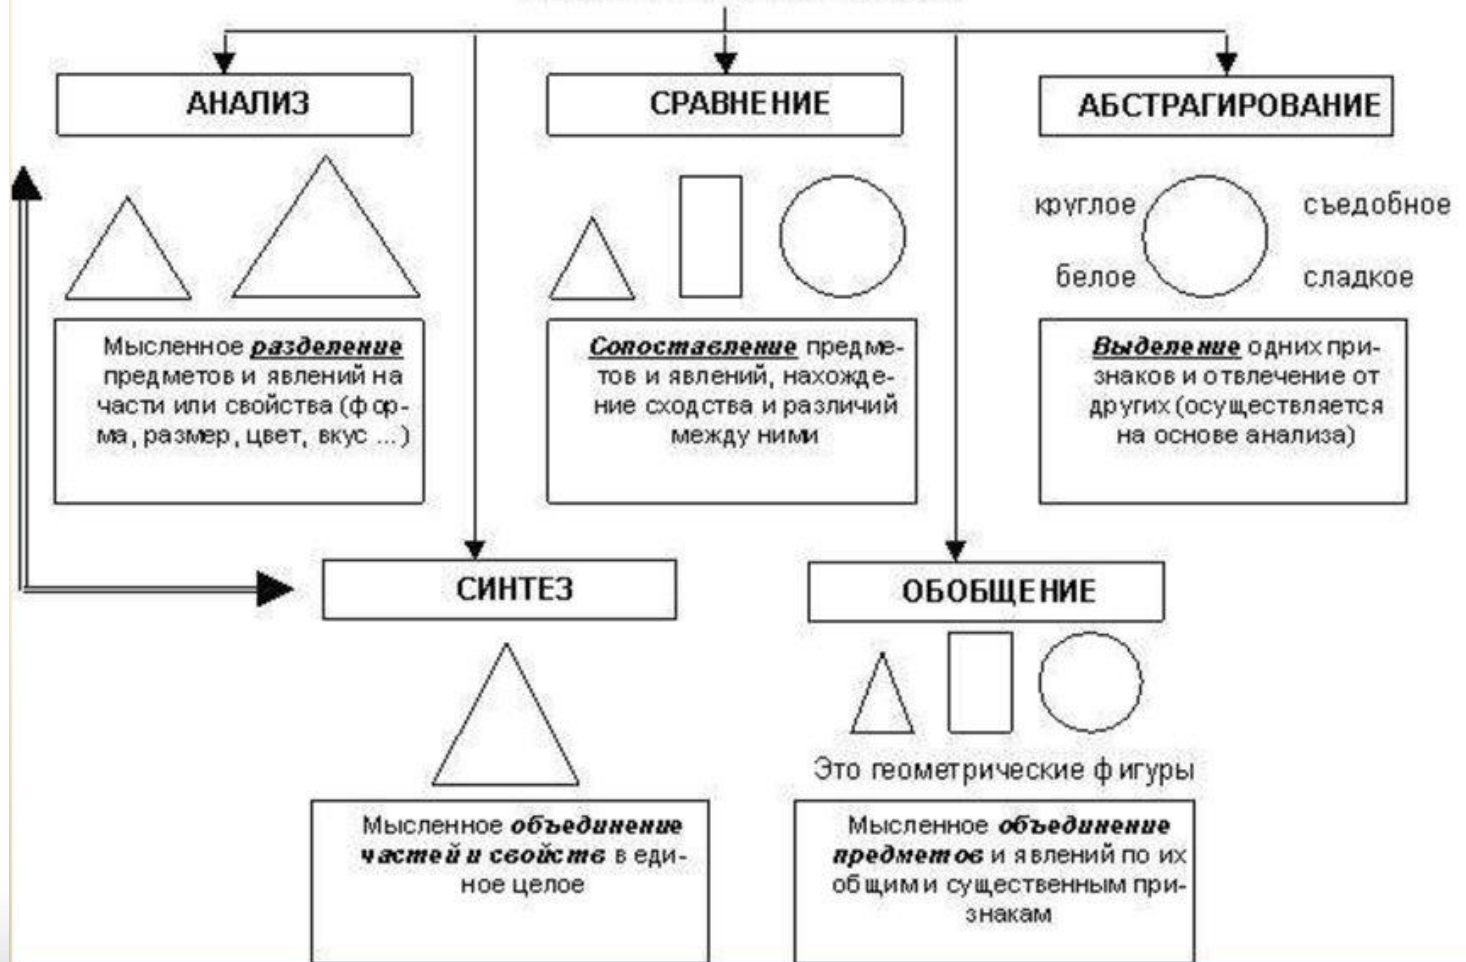 АНАЛИЗ
СРАВНЕНИЕ
АБСТРАГИРОВАНИЕ
круглое
съедобное
белое
сладкое
Мысленное разделение
предметов и явлений на
части или свойства (фор-
ма, размер, цвет, вкус ...)
Сопоставление предме-
тов и явлений, нахожде-
ние сходства и различий
между ними
Выделение одних при-
знаков и отвлечение от
других (осуществляется
на основе анализа)
СИНТЕЗ
ОБОБЩЕНИЕ
Это геометрические фигуры
Мысленное объединение
частей и свойств в еди-
ное целое
Мысленное объединение
предметов и явлений по их
общим и существенным при-
знакам